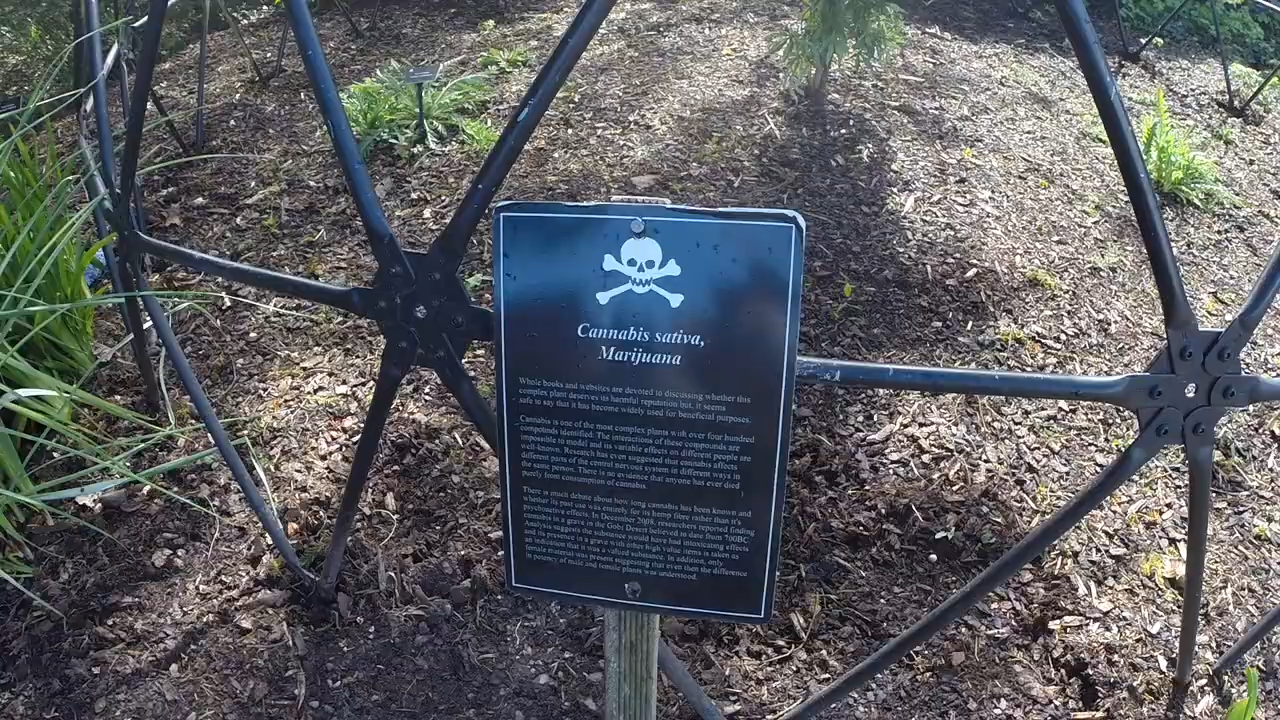 Cannabis sativa,
Marijuana
Whole books and websites are devoted to discussing whether this
complex plant deserves its harmful reputation but, it seems
safe to say that it has become widely used for beneficial purposes.
Cannabis is one of the most complex plants with over four hundred
compounds identified. The interactions of these compounds are
impossible to model and its variable effects on different people are
well-known. Research has even suggested that cannabis affects
different parts of the central nervous system in different ways in
the same person. There is no evidence that anyone has ever died
purely from consumption of cannabis.
There is much debate about how long cannabis has been known and
whether its past use was entirely for its hemp fibre rather than it's
psychoactive effects. In December 2008, researchers reported finding
cannabis in a grave in the Gobi Desert believed to date from 700BC
Analysis suggests the substance would have had intoxicating effects
and its presence in a grave with other high value items is taken as
an indication that it was a valued substance. In addition, only
female material was present suggesting that even then the difference
in potency of male and female plants was understood.